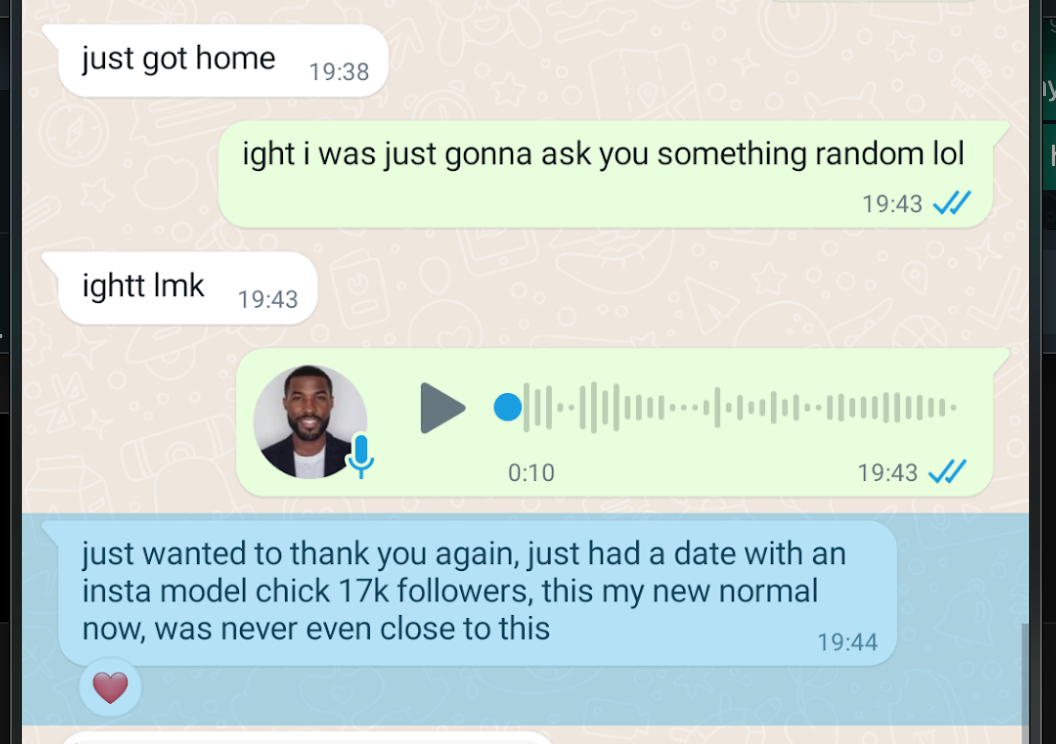 just got home
19:38
ight i was just gonna ask you something random lol
19:43
ightt lmk
19:43
0:10
19:43
just wanted to thank you again, just had a date with an
insta model chick 17k followers, this my new normal
now, was never even close to this
19:44